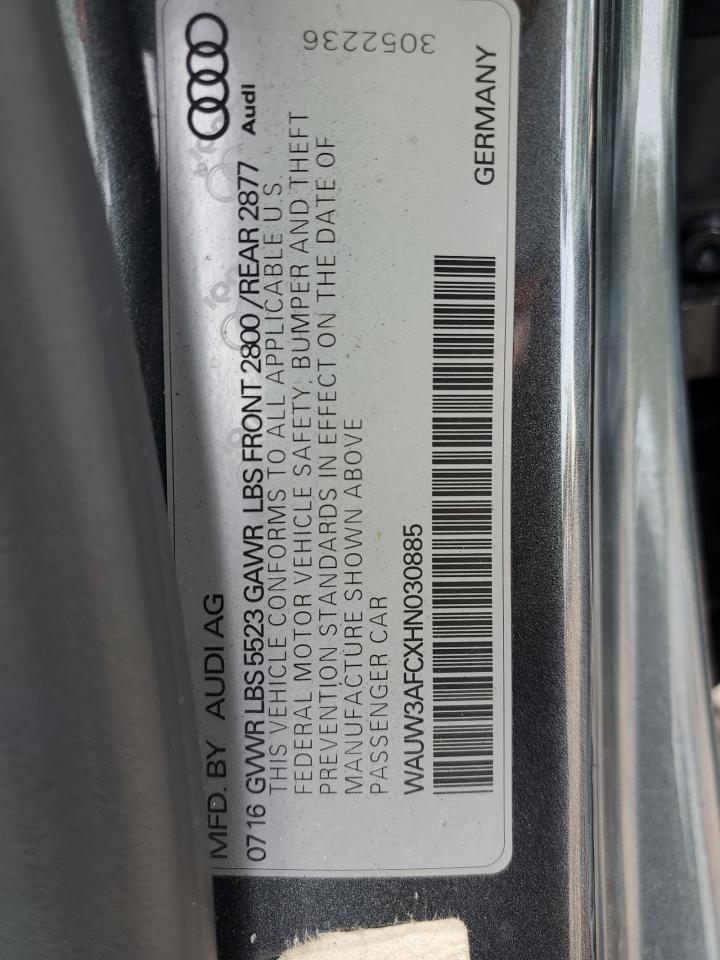 MFD. BY AUDI AG
Audi
07 16 GVWR LBS 5523 GAWR LBS FRONT 2800 /REAR 2877
THIS VEHICLE CONFORMS TO ALL APPLICABLE U.S.
FEDERAL MOTOR VEHICLE SAFETY, BUMPER AND THEFT
PREVENTION STANDARDS IN EFFECT ON THE DATE OF
MANUFACTURE SHOWN ABOVE
PASSENGER CAR
WAUW3AFCXHN030885
GERMANY
3052236